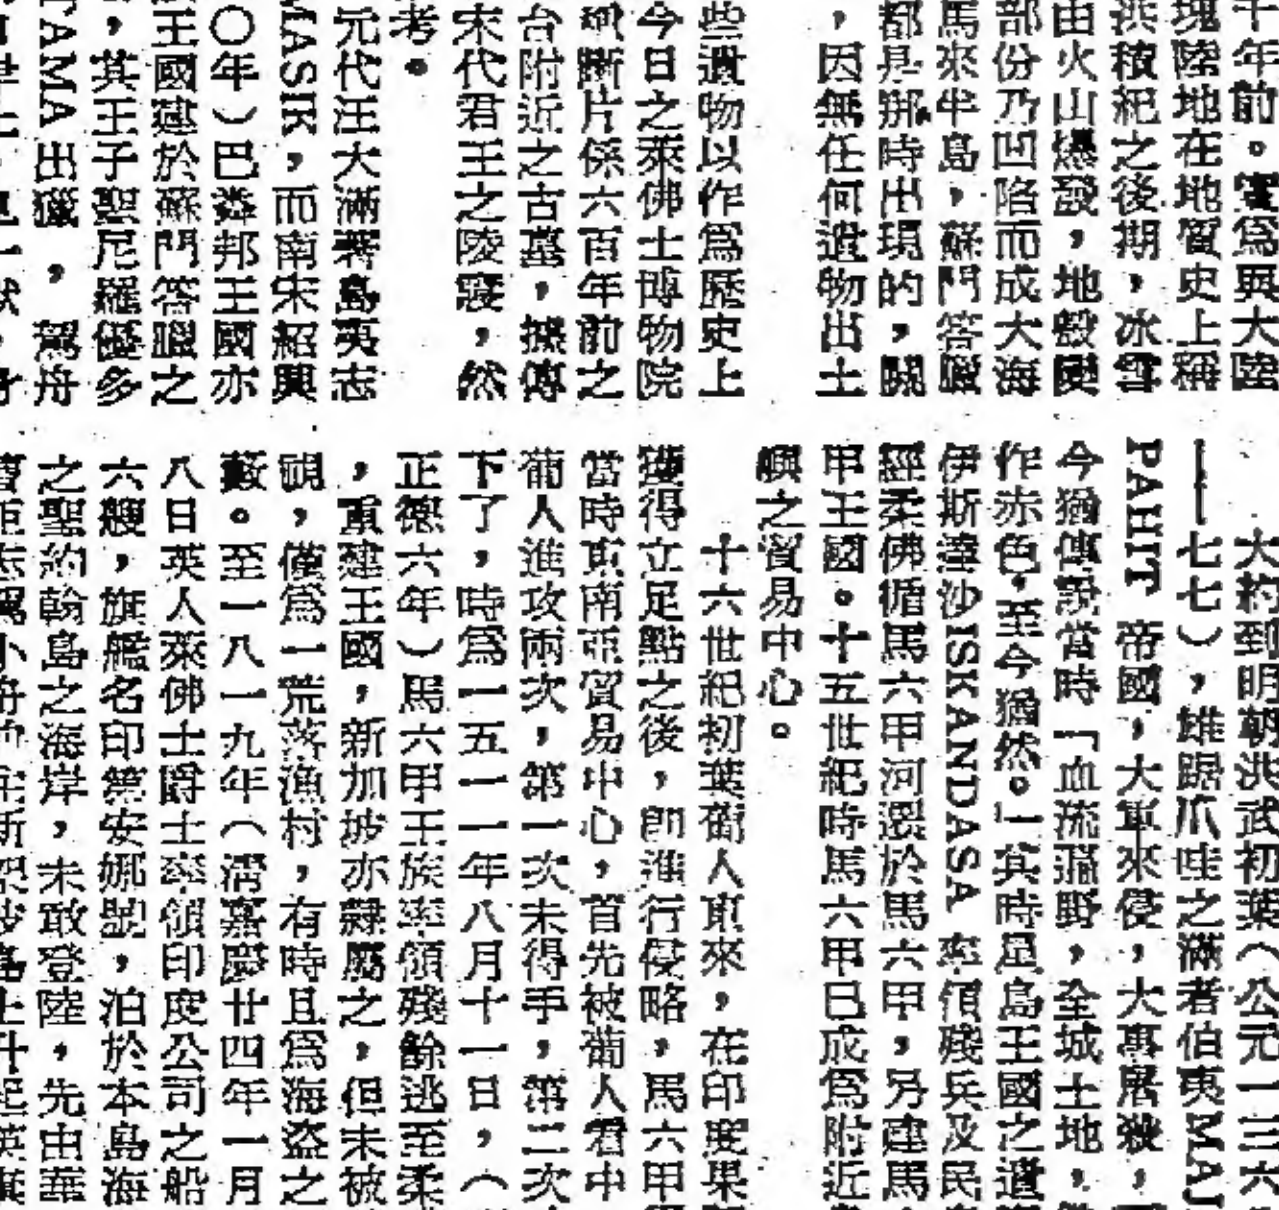 千年前。實爲與大陸
塊陸地在地質史上稱
洪積紀之後期，冰雪
由火山爆發，地殼變
部份乃凹陷而成大海
馬來半島，蘇門答臘
都是那時出現的，關
，因無任何遺物出土
些遺物以作爲歷史上
今日之萊佛士博物院
斷片係六百年前之
台附近之古墓，據傳
末代君王之陵寢，然
考。
元代汪大淵著島夷志
MASIK，而南宋紹興
〇年）巴鄰邦王國亦
王國建於蘇門答臘之
，其王子聖尼羅優多
TAMA出獵，駕舟
大約到明朝洪武初葉（公元一三六
——七七），雄踞爪哇之滿者伯夷MAJ
PAHIT 帝國，大軍來侵，大事屠殺，
今猶傳說當時「血流遍野，全城土地，
作赤色，至今猶然。」其時星島王國之遺
伊斯達沙ISKANDASA 率領殘兵及民
經柔佛循馬六甲河還於馬六甲，另建馬
甲王國。十五世紀時馬六甲已成爲附近
嶼之貿易中心。
十六世紀初葉葡人東來，在印度果
獲得立足點之後，卽進行侵略，馬六甲
當時東南亞貿易中心，首先被葡人看中
葡人進攻兩次，第一次未得手，第二次
下了，時爲一五一一年八月十一日，（
正德六年）馬六甲王族率領殘餘逃至柔
，重建王國，新加坡亦隸屬之，但未被
視，僅爲一荒落漁村，有時且爲海盜之
藪。至一八一九年（淸嘉慶廿四年一月
八日英人萊佛士爵士率領印度公司之船
六艘，旗艦名印第安娜號，泊於本島海
之聖約翰島之海岸，未敢登陸，先由華